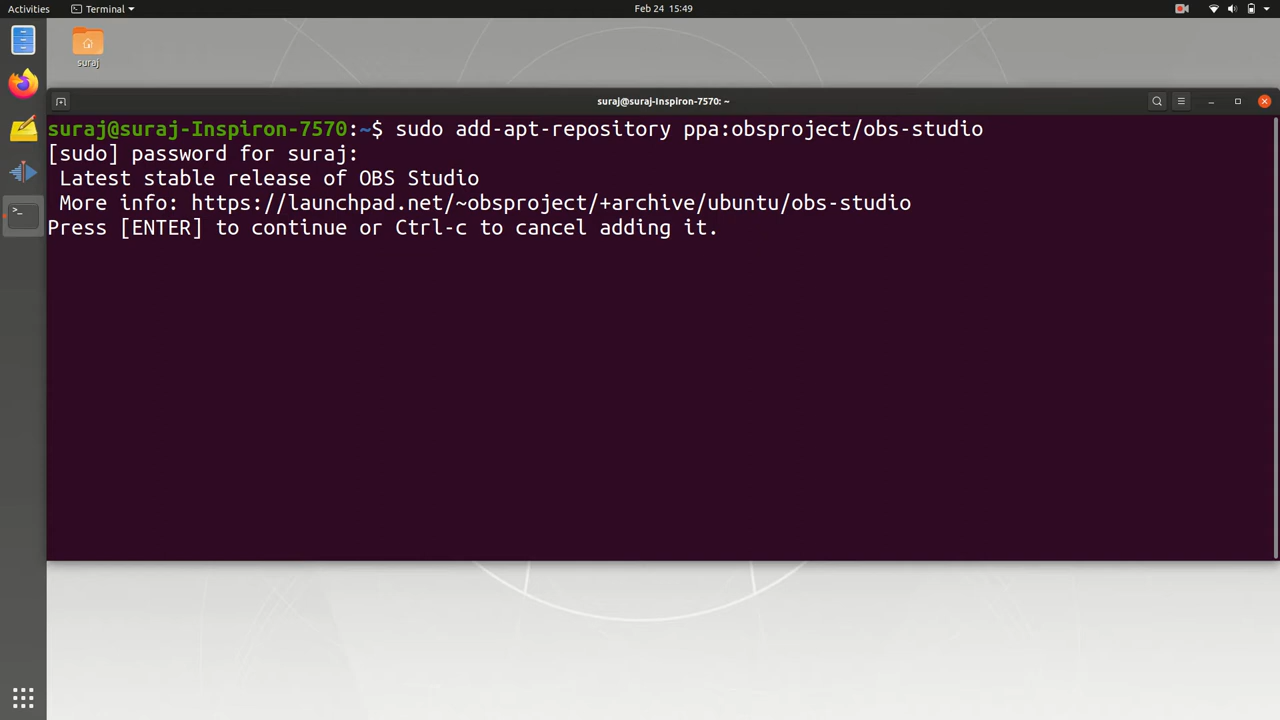 Activities
Terminal
Feb 24 15:49
suraj
suraj@suraj-Inspiron-7570: ~
suraj@suraj-Inspiron-7570:~$ sudo add-apt-repository ppa:obsproject/obs-studio
[sudo] password for suraj:
Latest stable release of OBS Studio
More info: https://launchpad.net/~obsproject/+archive/ubuntu/obs-studio
Press [ENTER] to continue or Ctrl-c to cancel adding it.